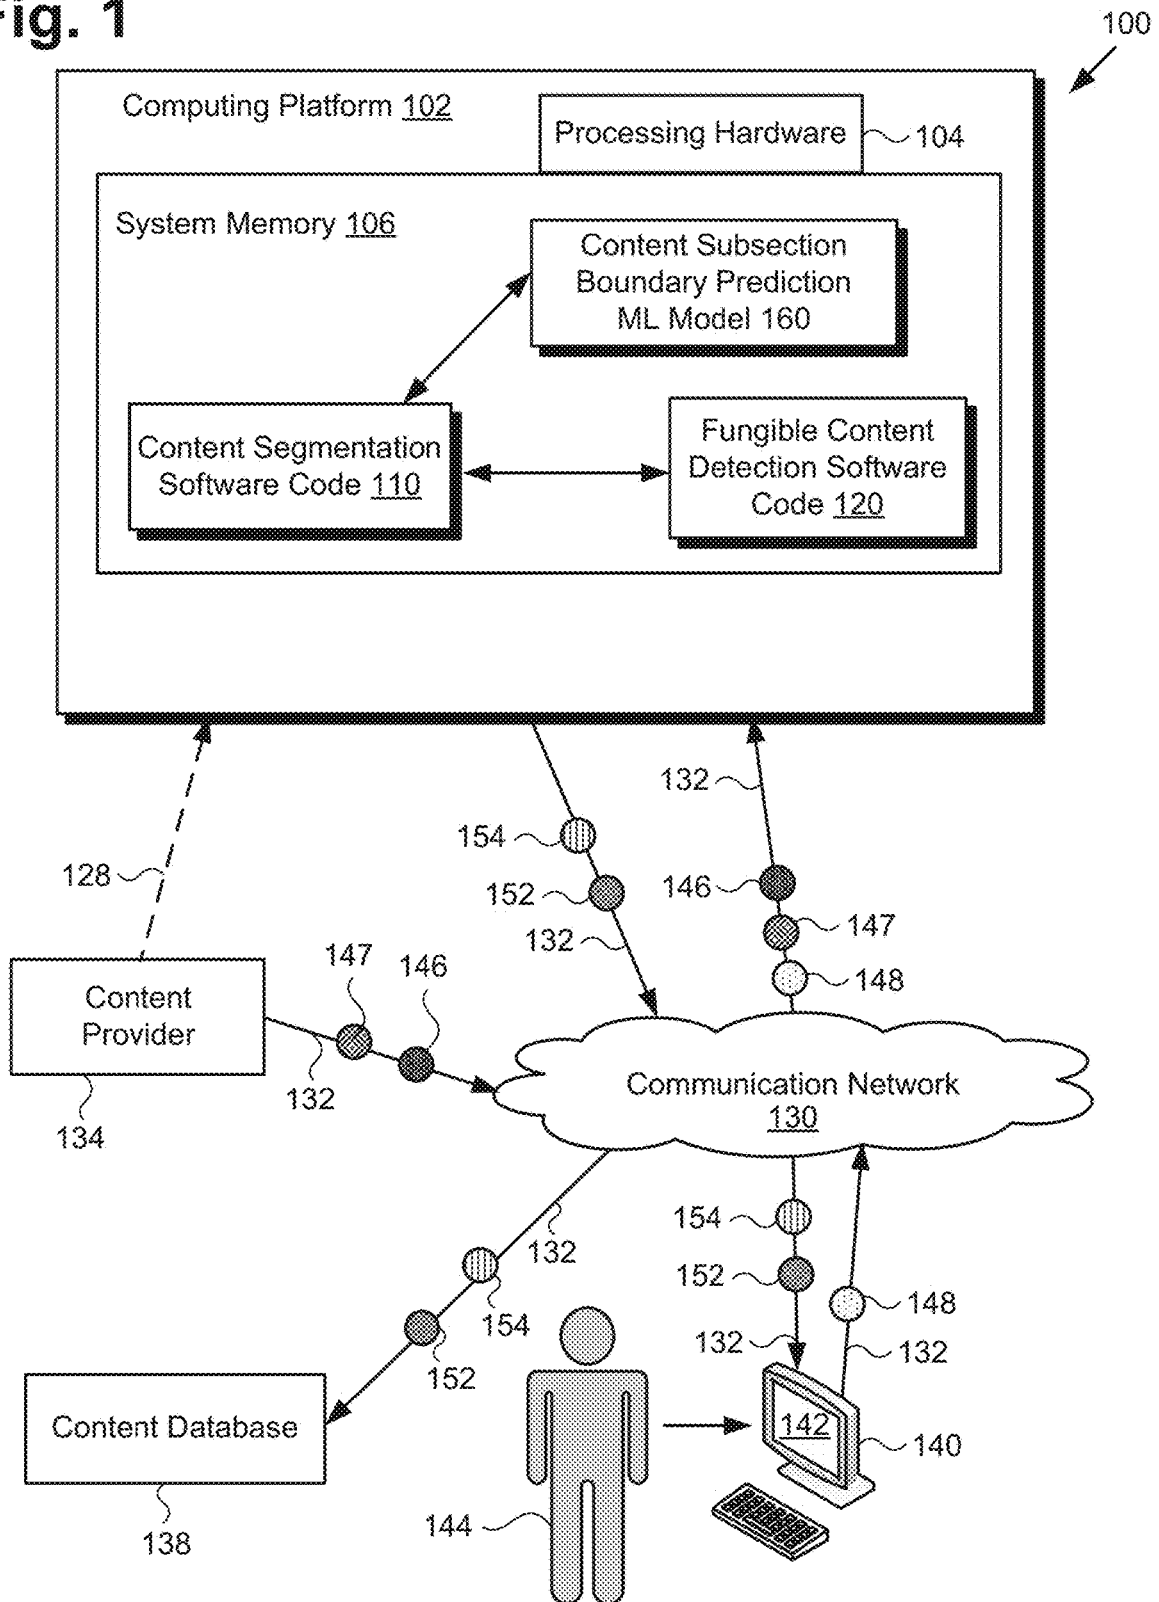 Fig. 1
100
Computing Platform 102
Processing Hardware
104
System Memory 106
Content Subsection
Boundary Prediction
ML Model 160
Content Segmentation
Software Code 110
Fungible Content
Detection Software
Code 120
132
154
128
152
146
132
147
147
146
148
Content
Provider
132
134
Communication Network
130
132
154
154
152
152
148
132
132
Content Database
142
140
138
144